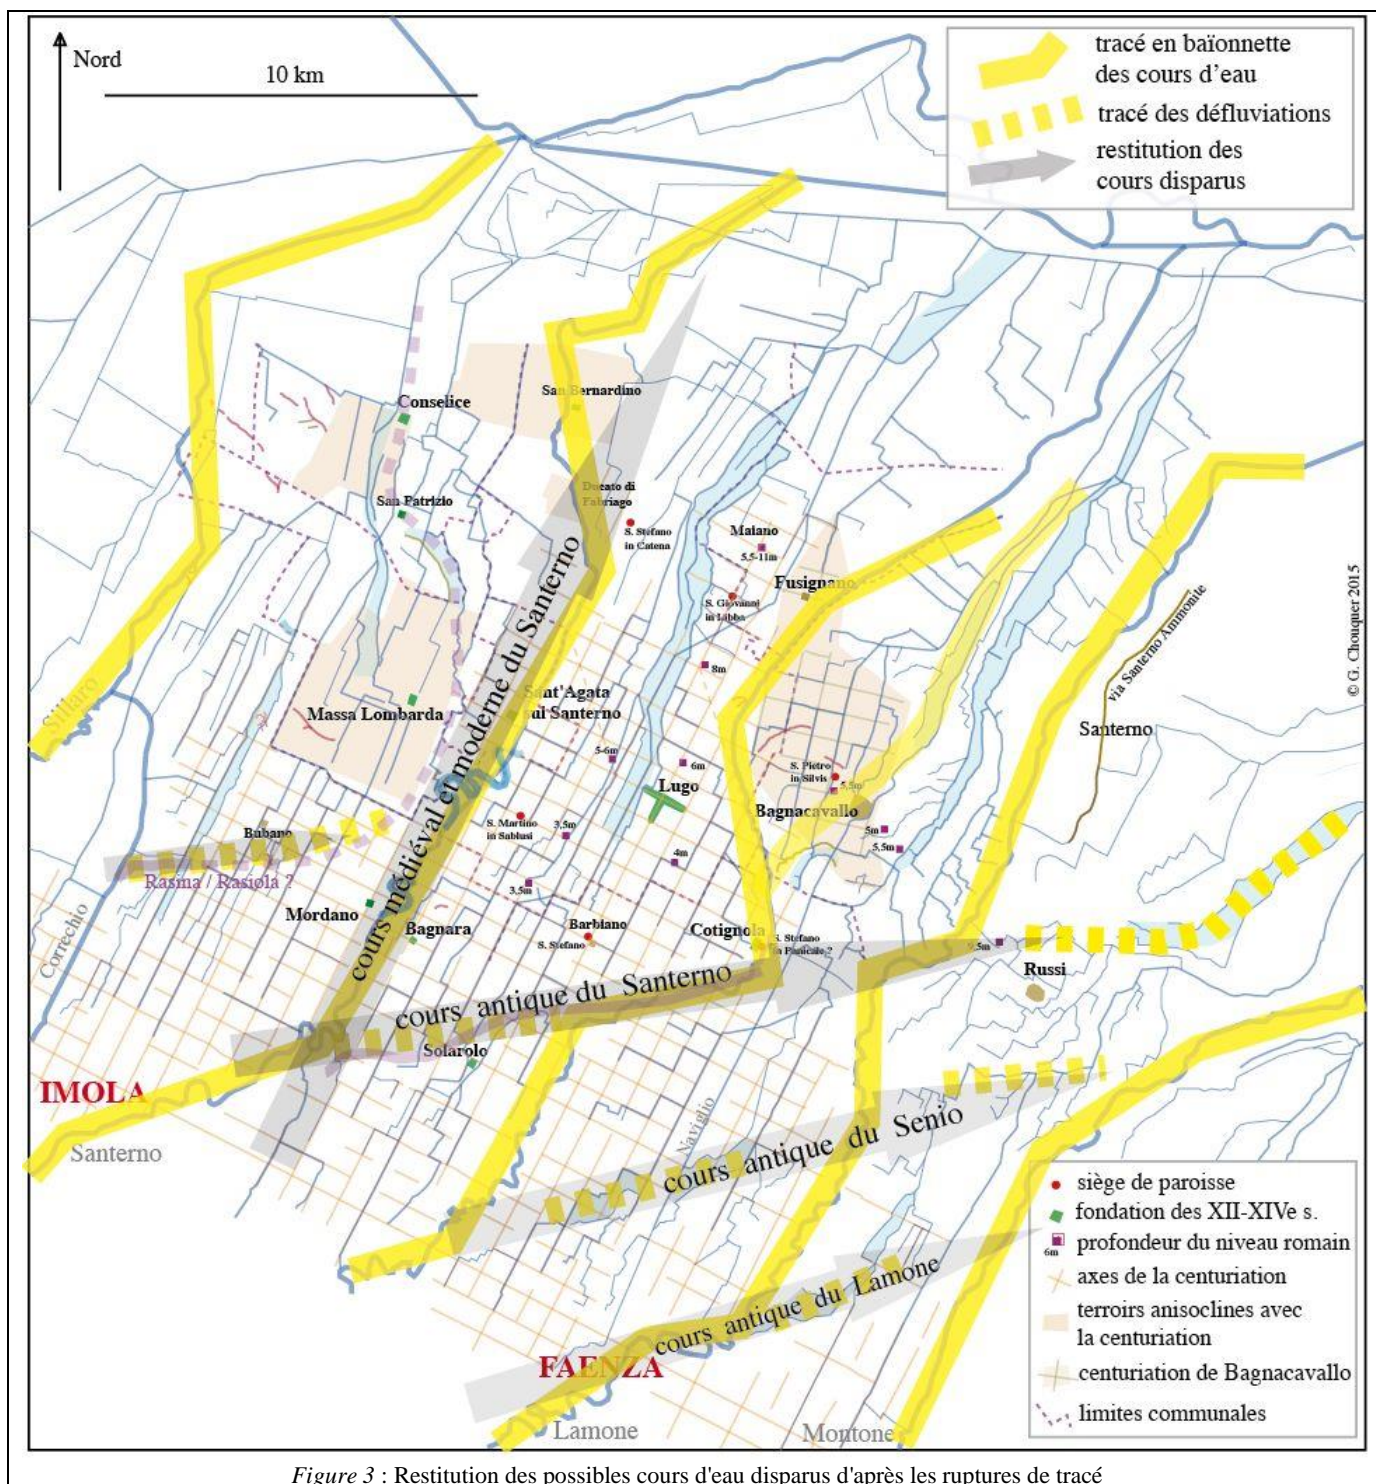 Nord
10 km
tracé en baïonnette
des cours d'eau
tracé des défluviations
restitution des
cours disparus
Conselice
San Bernardino
San Patrizio
Ducato di
Fabriago
S. Stefano
in Catena
Maiano
5,5-11m
Fusignano
S. Giovanni
in Libba
8m
© G. Chouquer 2015
via Santerno Ammonite
Santerno
Sillaro
Massa Lombarda
Sant'Agata
sul Santerno
cours médiéval et moderne du Santerno
5-6m
6m
Lugo
S. Pietro
in Silvis
5,5m
Bagnacavallo
5m
5,5m
Bubano
Rasina / Rasiola ?
S. Martino
in Sablusi
3,5m
4m
3,5m
Mordano
Bagnara
Correchio
Barbiano
S. Stefano
Cotignola
S. Stefano
in Panicale ?
9,5m
Russi
cours antique du Santerno
Solarolo
IMOLA
Santerno
Naviglio
cours antique du Senio
cours antique du Lamone
FAENZA
Lamone
Montone
siège de paroisse
fondation des XII-XIVe s.
profondeur du niveau romain
6m
axes de la centuriation
terroirs anisoclines avec
la centuriation
centuriation de Bagnacavallo
limites communales
Figure 3 : Restitution des possibles cours d'eau disparus d'après les ruptures de tracé